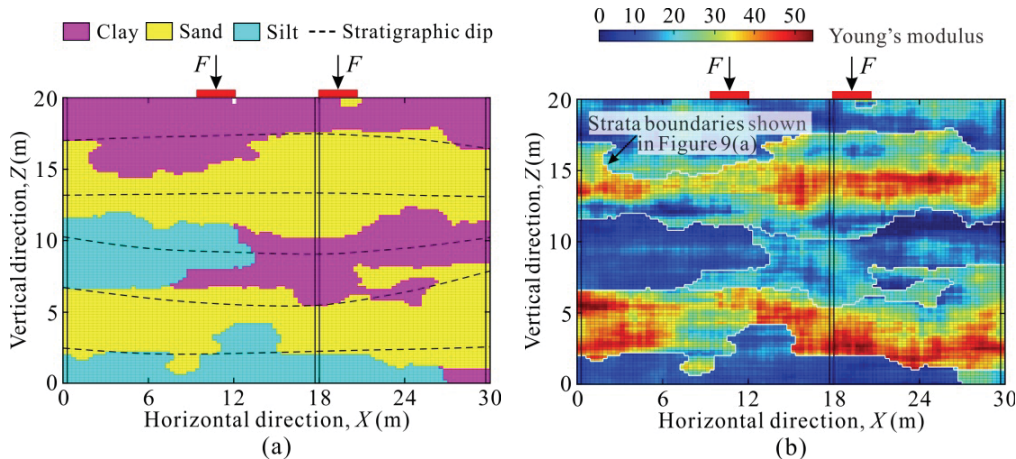 Clay Sand Silt Stratigraphic dip
F F
20
15
10
5
0
Vertical direction, Z (m)
0 6 12 18 24 30
Horizontal direction, X (m)
(a)
0 10 20 30 40 50
Young's modulus
F F
Strata boundaries shown
in Figure 9(a)
20
15
10
5
0
Vertical direction, Z (m)
0 6 12 18 24 30
Horizontal direction, X (m)
(b)